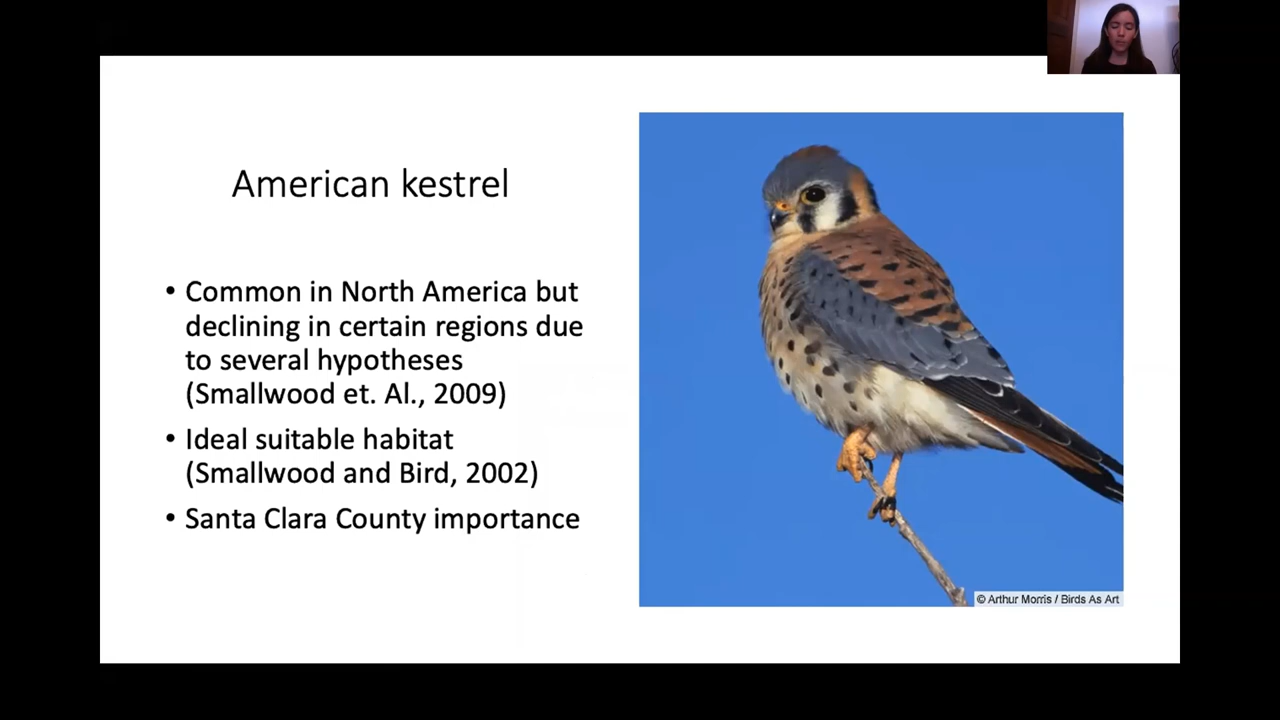 American kestrel
• Common in North America but
declining in certain regions due
to several hypotheses
(Smallwood et. Al., 2009)
• Ideal suitable habitat
(Smallwood and Bird, 2002)
• Santa Clara County importance
© Arthur Morris / Birds As Art